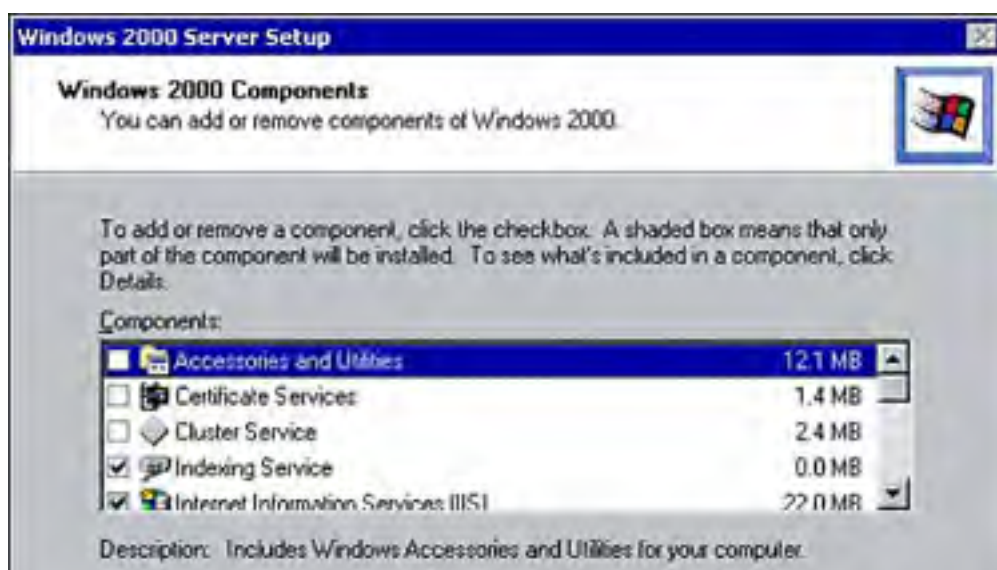 Windows 2000 Server Setup
Windows 2000 Components
You can add or remove components of Windows 2000.
To add or remove a component, click the checkbox. A shaded box means that only
part of the component will be installed. To see what's included in a component, click
Details.
Components:
Accessories and Utilities 12.1 MB
Certificate Services 1.4 MB
Cluster Service 2.4 MB
Indexing Service 0.0 MB
Internet Information Services (IIS) 22.0 MB
Description: Includes Windows Accessories and Utilities for your computer.